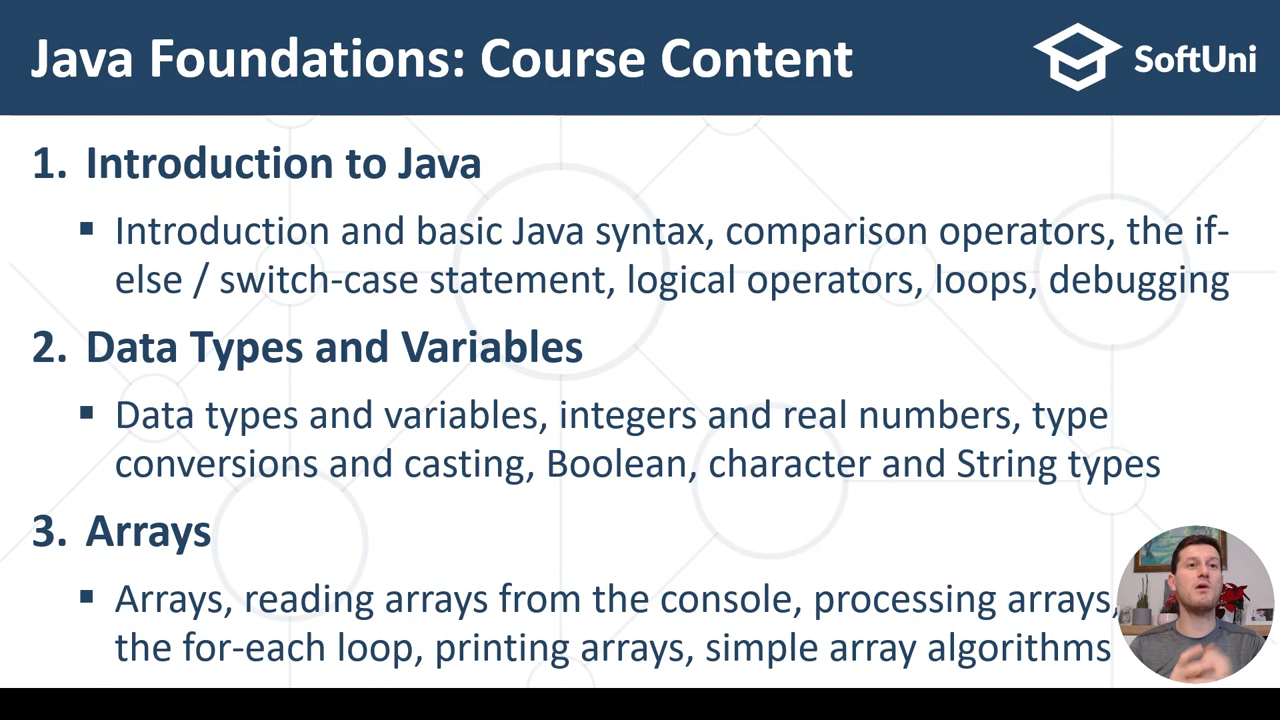 Java Foundations: Course Content
SoftUni
1. Introduction to Java
▪ Introduction and basic Java syntax, comparison operators, the if-
else / switch-case statement, logical operators, loops, debugging
2. Data Types and Variables
▪ Data types and variables, integers and real numbers, type
conversions and casting, Boolean, character and String types
3. Arrays
▪ Arrays, reading arrays from the console, processing arrays,
the for-each loop, printing arrays, simple array algorithms